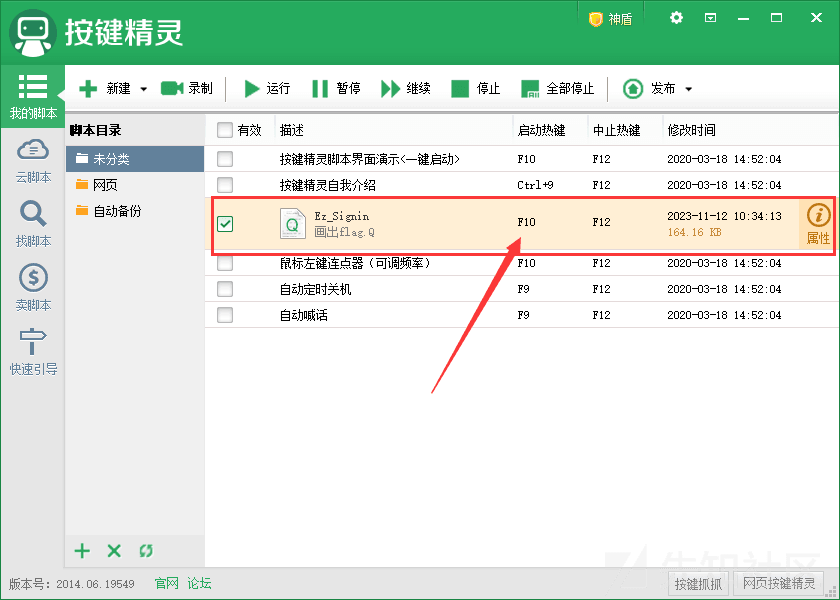 按键精灵
神盾
我的脚本
云脚本
找脚本
卖脚本
快速引导
新建 录制 运行 暂停 继续 停止 全部停止 发布
脚本目录
未分类
网页
自动备份
有效 描述 启动热键 中止热键 修改时间
按键精灵脚本界面演示<一键启动> F10 F12 2020-03-18 14:52:04
按键精灵自我介绍 Ctrl+9 F12 2020-03-18 14:52:04
Ez_Signin F10 F12 2023-11-12 10:34:13
画出flag.Q 164.16 KB 属性
鼠标左键连点器（可调频率） F10 F12 2020-03-18 14:52:04
自动定时关机 F9 F12 2020-03-18 14:52:04
自动喊话 F9 F12 2020-03-18 14:52:04
先知社区
版本号：2014.06.19549 官网 论坛 按键抓抓 网页按键精灵